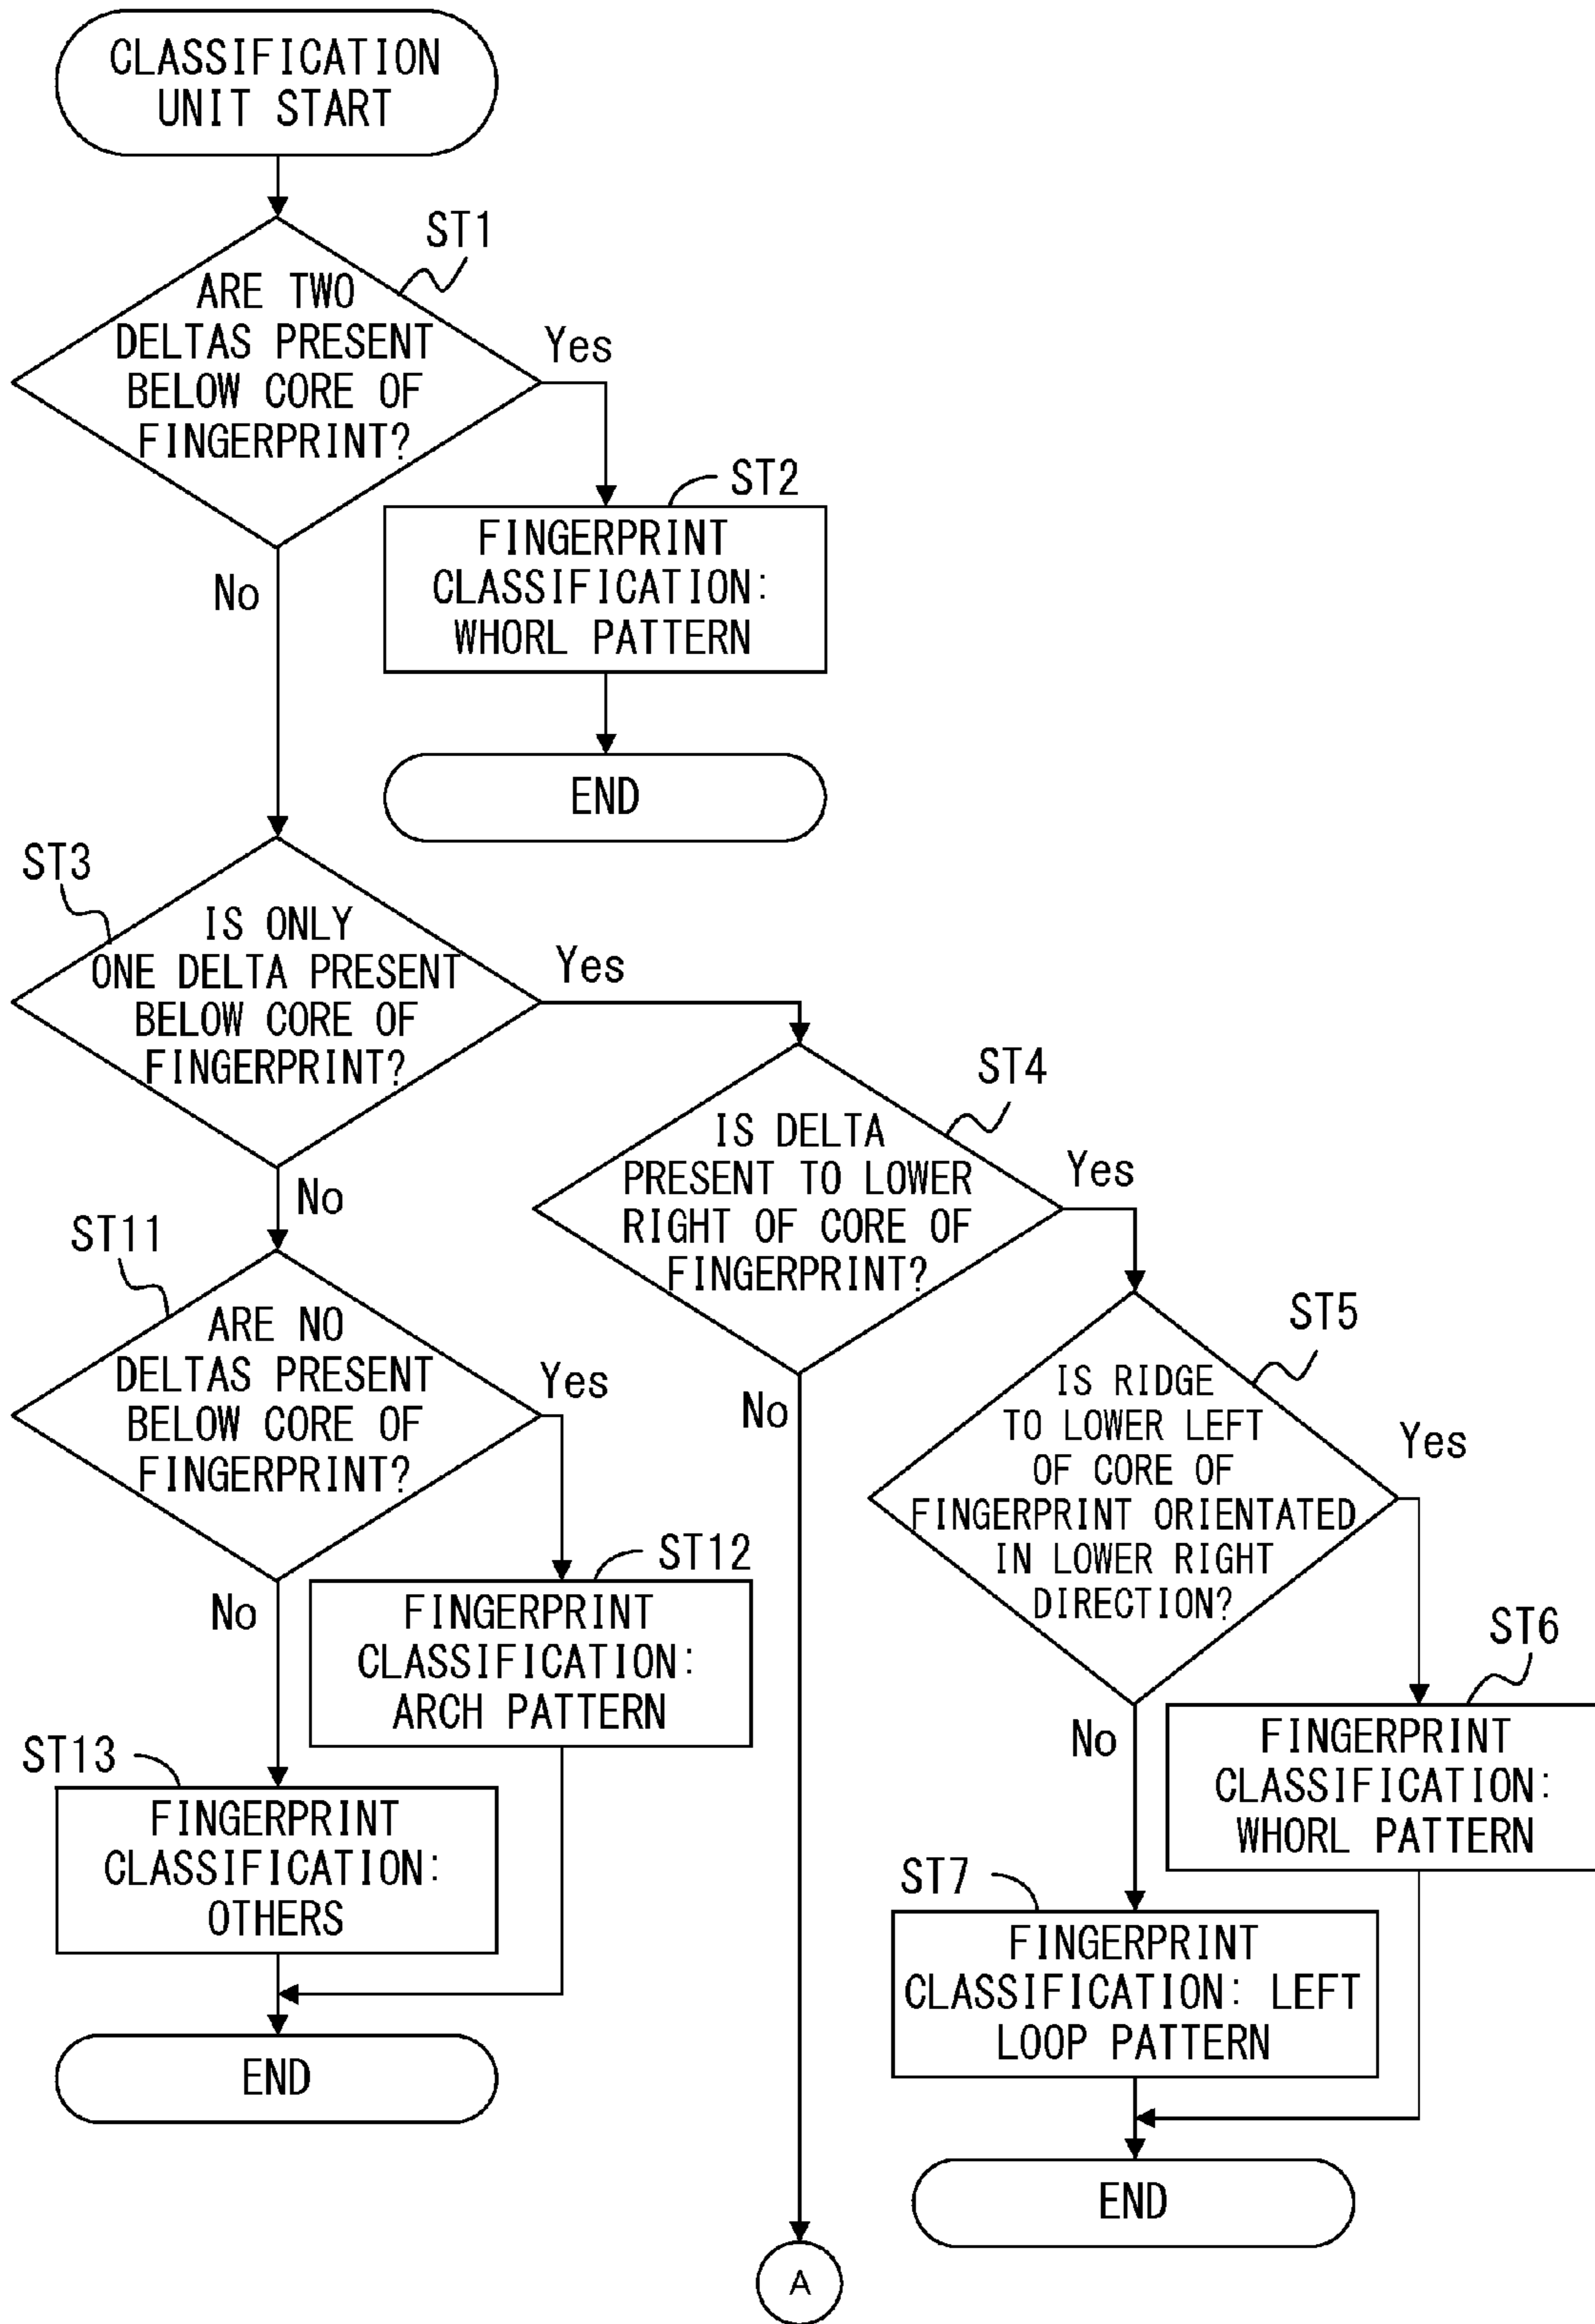 CLASSIFICATION
UNIT START
ST1
ARE TWO
DELTAS PRESENT
BELOW CORE OF
FINGERPRINT?
Yes
No
ST2
FINGERPRINT
CLASSIFICATION:
WHORL PATTERN
END
ST3
IS ONLY
ONE DELTA PRESENT
BELOW CORE OF
FINGERPRINT?
Yes
No
ST4
IS DELTA
PRESENT TO LOWER
RIGHT OF CORE OF
FINGERPRINT?
Yes
No
ST11
ARE NO
DELTAS PRESENT
BELOW CORE OF
FINGERPRINT?
Yes
No
ST5
IS RIDGE
TO LOWER LEFT
OF CORE OF
FINGERPRINT ORIENTATED
IN LOWER RIGHT
DIRECTION?
Yes
No
ST12
FINGERPRINT
CLASSIFICATION:
ARCH PATTERN
ST6
FINGERPRINT
CLASSIFICATION:
WHORL PATTERN
ST13
FINGERPRINT
CLASSIFICATION:
OTHERS
ST7
FINGERPRINT
CLASSIFICATION: LEFT
LOOP PATTERN
END
END
A